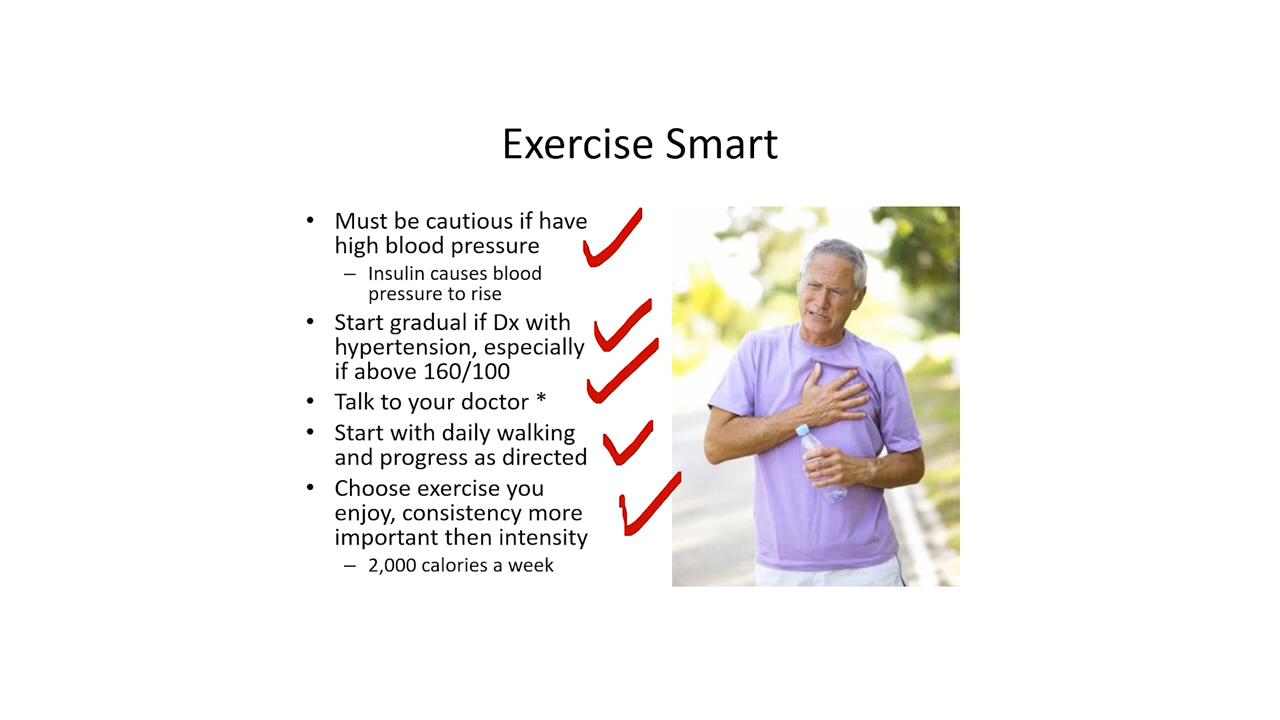 Exercise Smart
• Must be cautious if have
high blood pressure
– Insulin causes blood
pressure to rise
• Start gradual if Dx with
hypertension, especially
if above 160/100
• Talk to your doctor *
• Start with daily walking
and progress as directed
• Choose exercise you
enjoy, consistency more
important then intensity
– 2,000 calories a week